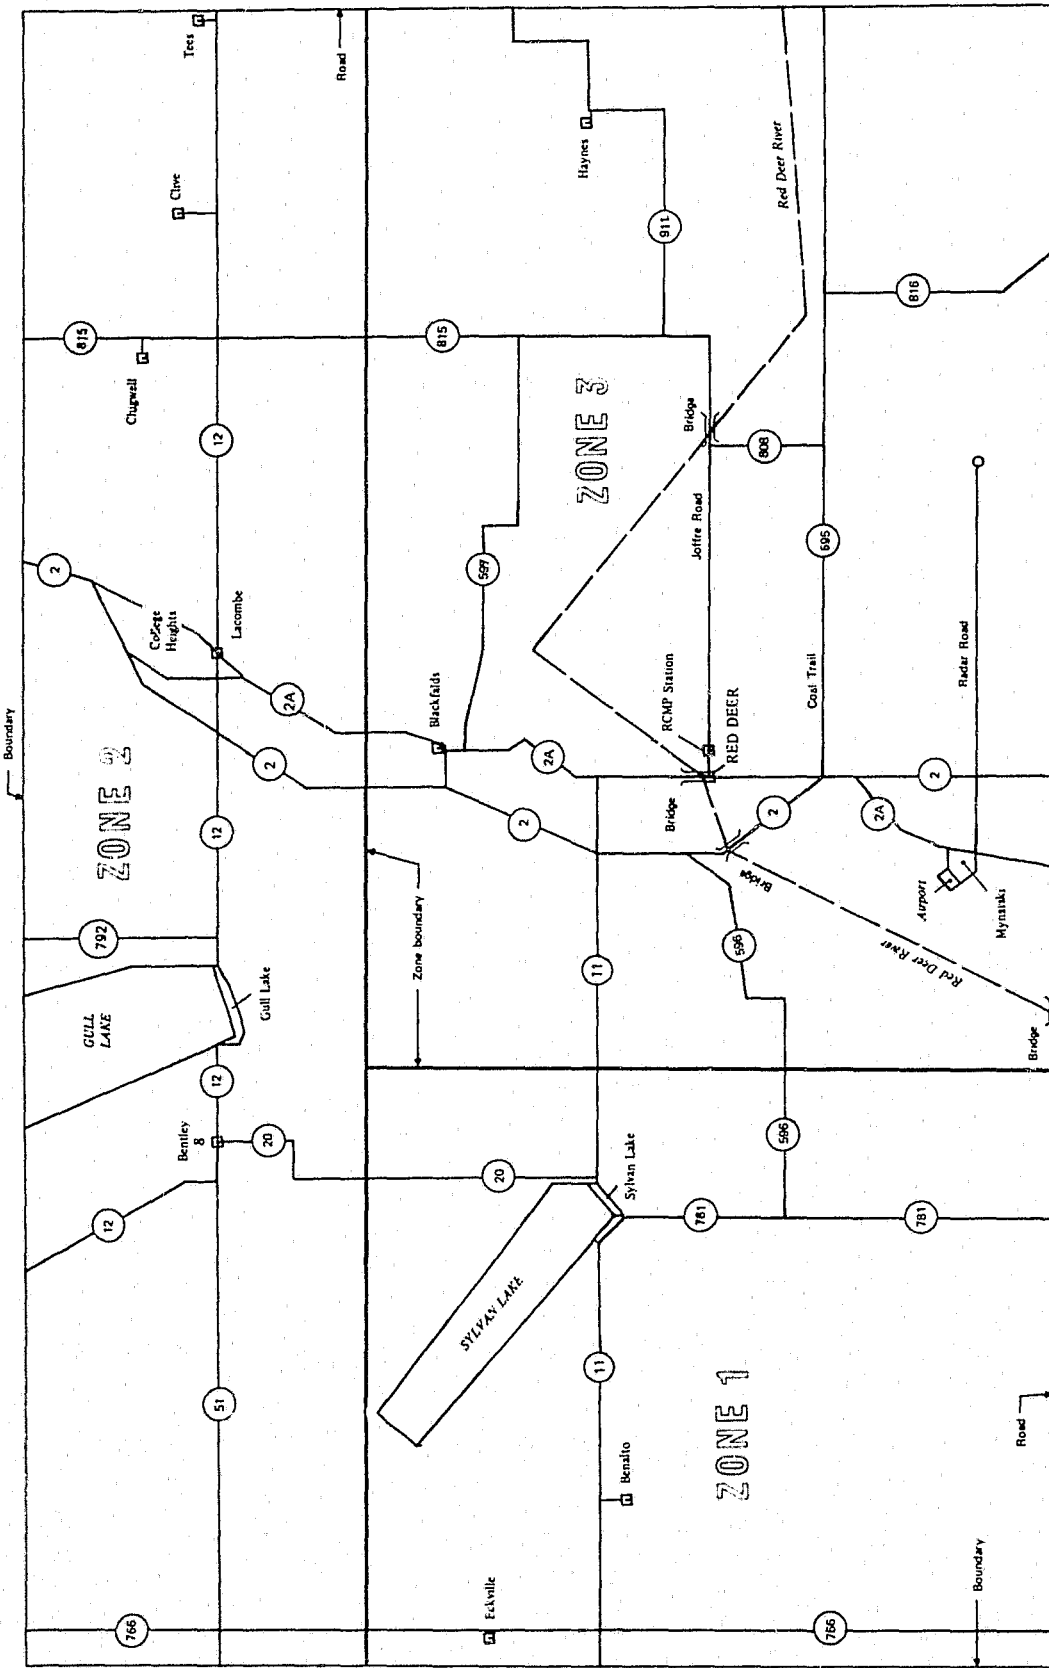 Boundary
766
12
51
Bentley
8
20
12
GULL
LAKE
Gull Lake
792
12
ZONE 2
2
College
Heights
Lacombe
2
2A
12
815
Clive
Tees
Road
Zone boundary
Eckville
Benalto
11
SYLVAN LAKE
20
Sylvan Lake
781
596
781
11
596
2
Blackfalds
597
2A
815
Haynes
911
ZONE 3
Bridge
Bridge
RCMP Station
RED DEER
Joffre Road
Bridge
808
Red Deer River
ZONE 1
766
Boundary
Road
Bridge
Red Deer River
Airport
Mynarski
2
2A
2
Coal Trail
595
Radar Road
816